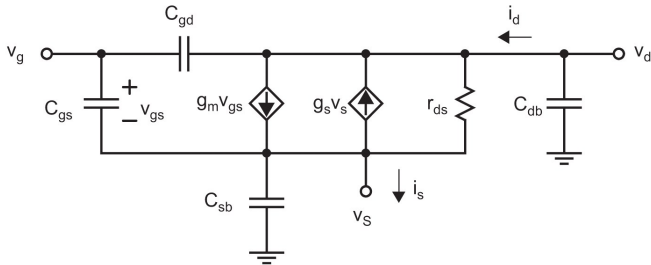 C_gd
i_d
v_g
v_d
C_gs
+
−
v_gs
g_m v_gs
g_s v_s
r_ds
C_db
C_sb
v_S
i_s